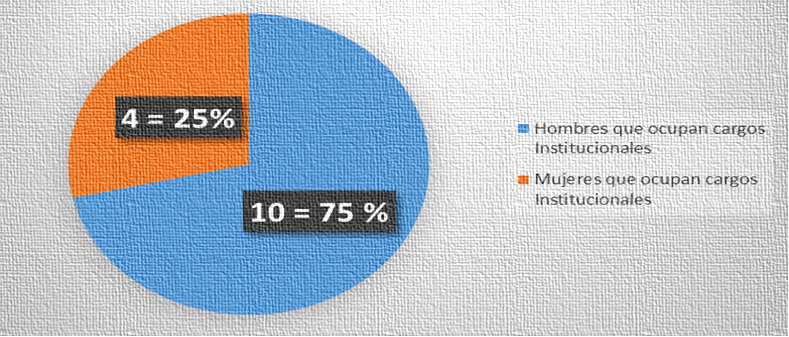 4 = 25%
10 = 75 %
Hombres que ocupan cargos
Institucionales
Mujeres que ocupan cargos
Institucionales